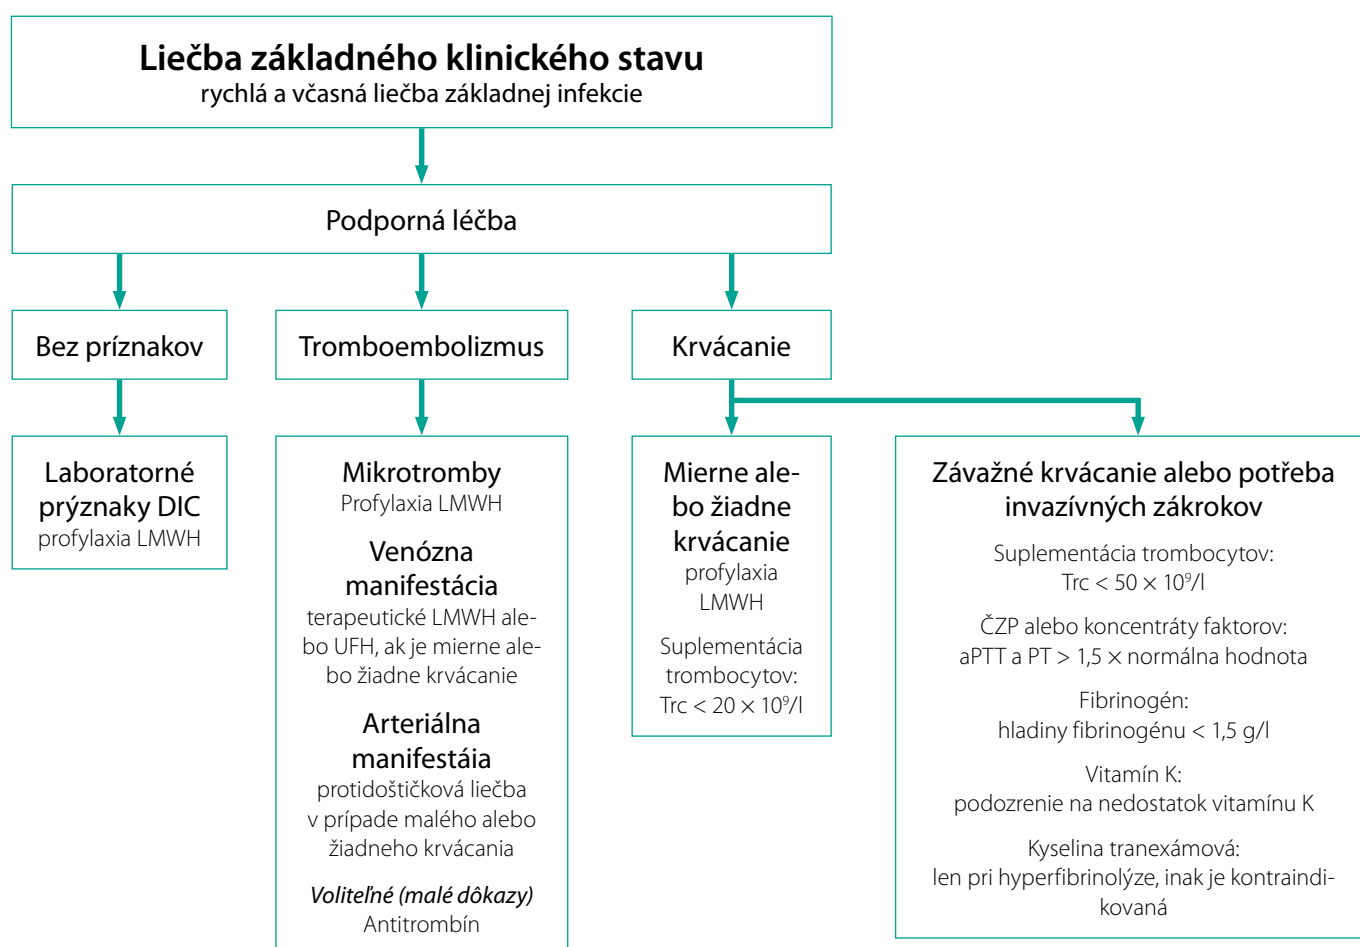 Liečba základného klinického stavu
rychlá a včasná liečba základnej infekcie
Podporná léčba
Bez príznakov
Tromboembolizmus
Krvácanie
Laboratorné
prýznaky DIC
profylaxia LMWH
Mikrotromby
Profylaxia LMWH
Venózna
manifestácia
terapeutické LMWH ale-
bo UFH, ak je mierne ale-
bo žiadne krvácanie
Arteriálna
manifestáia
protidoštičková liečba
v prípade malého alebo
žiadneho krvácania
Voliteľné (malé dôkazy)
Antitrombín
Mierne ale-
bo žiadne
krvácanie
profylaxia
LMWH
Suplementácia
trombocytov:
Trc < 20 × 10⁹/l
Závažné krvácanie alebo potřeba
invazívných zákrokov
Suplementácia trombocytov:
Trc < 50 × 10⁹/l
ČZP alebo koncentráty faktorov:
aPTT a PT > 1,5 × normálna hodnota
Fibrinogén:
hladiny fibrinogénu < 1,5 g/l
Vitamín K:
podozrenie na nedostatok vitamínu K
Kyselina tranexámová:
len pri hyperfibrinolýze, inak je kontraindi-
kovaná